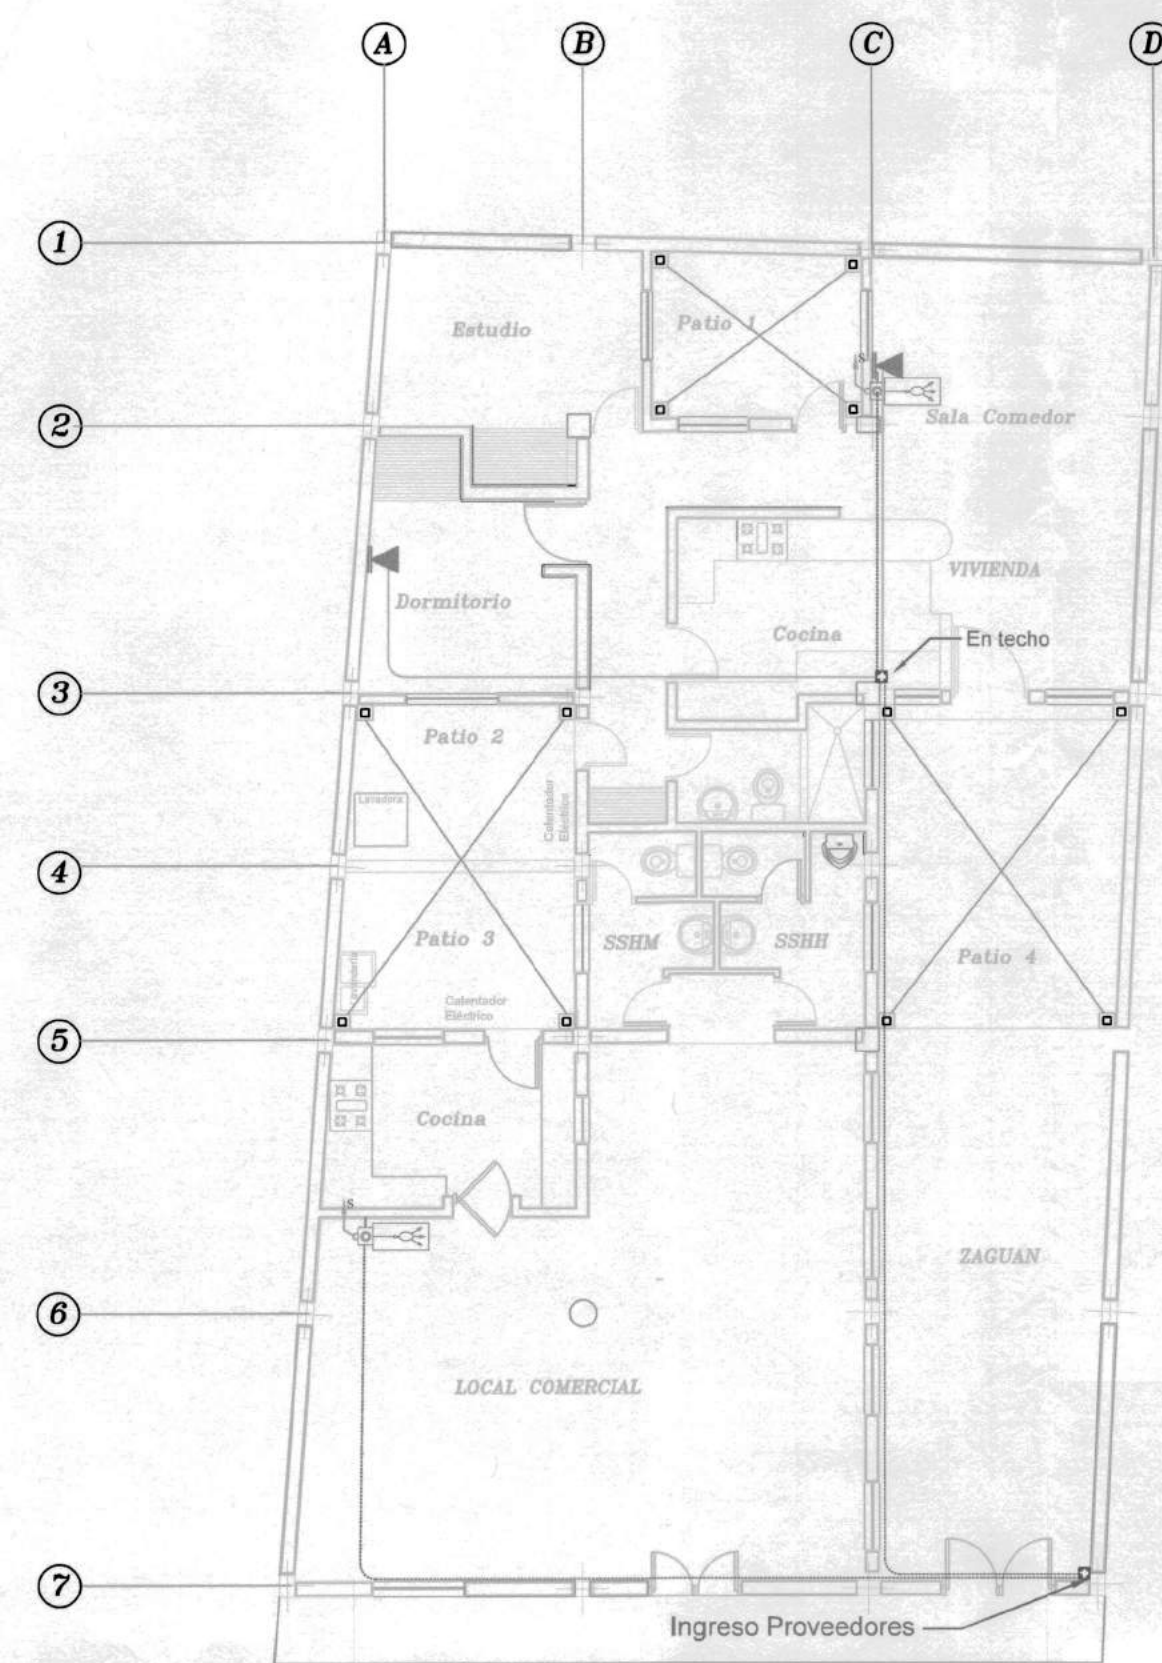 A
B
C
D
1
Estudio
Patio 1
S
2
Sala Comedor
VIVIENDA
Dormitorio
Cocina
En techo
3
Patio 2
Lavadora
Calentador
Eléctrico
4
Patio 3
SSHM
SSHH
Patio 4
Lavandería
Calentador
Eléctrico
5
Cocina
S
ZAGUAN
6
LOCAL COMERCIAL
7
Ingreso Proveedores